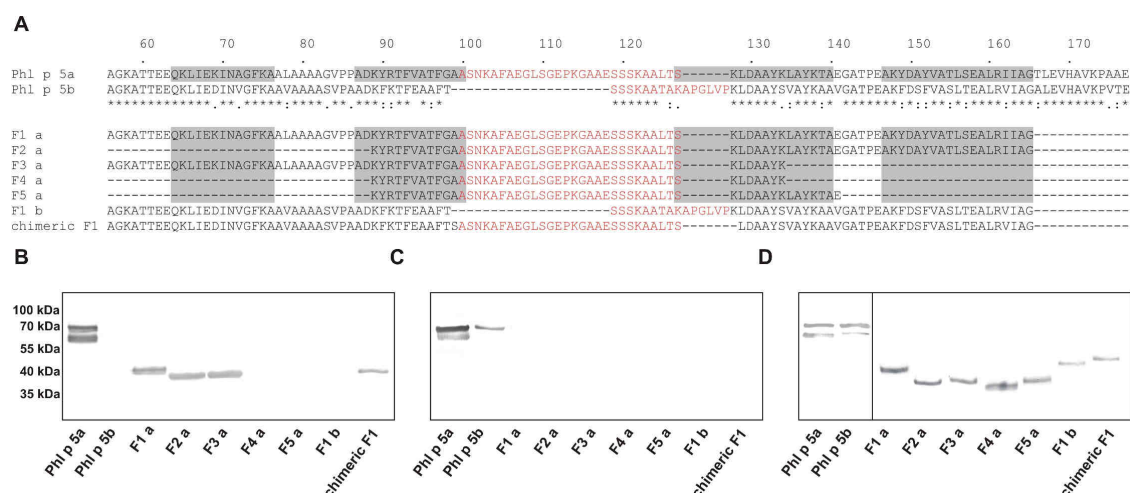 A
60 70 80 90 100 110 120 130 140 150 160 170
Phl p 5a AGKATTEEQKLIEKINAGFKAALAAAAGVPPADKYRTFVATFGAASNKAFAEGLSGEPKGAAESSSKAALTS------KLDAAYKLAYKTAEGATPEAKYDAYVATLSEALRIIAGTLEVHAVKPAAE
Phl p 5b AGKATTEEQKLIEDINVGFKAAVAAAASVPAADKFKTFEAAFT--------------------SSSKAATAKAPGLVPKLDAAYSVAYKAAVGATPEAKFDSFVASLTEALRVIAGALEVHAVKPVTE
F1 a AGKATTEEQKLIEKINAGFKAALAAAAGVPPADKYRTFVATFGAASNKAFAEGLSGEPKGAAESSSKAALTS------KLDAAYKLAYKTAEGATPEAKYDAYVATLSEALRIIAG------------
F2 a ---------------------------------KYRTFVATFGAASNKAFAEGLSGEPKGAAESSSKAALTS------KLDAAYKLAYKTAEGATPEAKYDAYVATLSEALRIIAG------------
F3 a AGKATTEEQKLIEKINAGFKAALAAAAGVPPADKYRTFVATFGAASNKAFAEGLSGEPKGAAESSSKAALTS------KLDAAYK-------------------------------------------
F4 a ---------------------------------KYRTFVATFGAASNKAFAEGLSGEPKGAAESSSKAALTS------KLDAAYK-------------------------------------------
F5 a ---------------------------------KYRTFVATFGAASNKAFAEGLSGEPKGAAESSSKAALTS------KLDAAYKLAYKTAE------------------------------------
F1 b AGKATTEEQKLIEDINVGFKAAVAAAASVPAADKFKTFEAAFT--------------------SSSKAATAKAPGLVPKLDAAYSVAYKAAVGATPEAKFDSFVASLTEALRVIAG------------
chimeric F1 AGKATTEEQKLIEDINVGFKAAVAAAASVPAADKFKTFEAAFTSASNKAFAEGLSGEPKGAAESSSKAALTS-------LDAAYSVAYKAAVGATPEAKFDSFVASLTEALRVIAG------------
B C D
100 kDa
70 kDa
55 kDa
40 kDa
35 kDa
Phl p 5a Phl p 5b F1 a F2 a F3 a F4 a F5 a F1 b chimeric F1
Phl p 5a Phl p 5b F1 a F2 a F3 a F4 a F5 a F1 b chimeric F1
Phl p 5a Phl p 5b F1 a F2 a F3 a F4 a F5 a F1 b chimeric F1